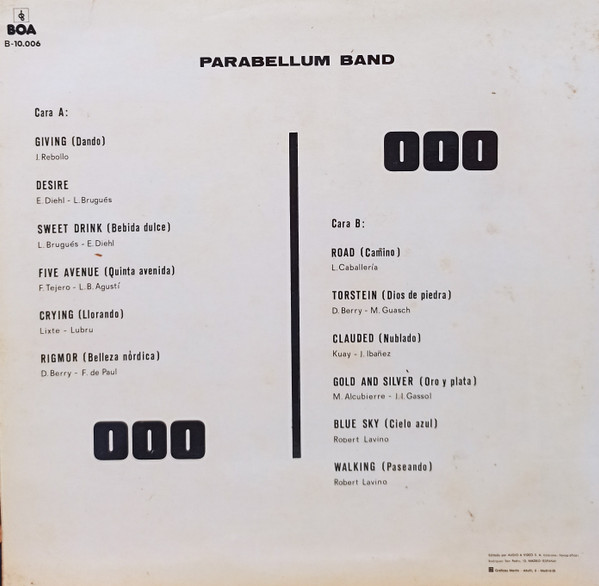 BOA
B-10.006
PARABELLUM BAND
Cara A:
GIVING (Dando)
J. Rebollo
DESIRE
E. Diehl - L. Brugués
SWEET DRINK (Bebida dulce)
L. Brugués - E. Diehl
FIVE AVENUE (Quinta avenida)
F. Tejero - L. B. Agustí
CRYING (Llorando)
Lixte - Lubru
RIGMOR (Belleza nòrdica)
D. Berry - F. de Paul
000
000
Cara B:
ROAD (Camino)
L. Caballería
TORSTEIN (Dios de piedra)
D. Berry - M. Guasch
CLAUDED (Nublado)
Kuay - J. Ibañez
GOLD AND SILVER (Oro y plata)
M. Alcubierre - J. I. Gassol
BLUE SKY (Cielo azul)
Robert Lavino
WALKING (Paseando)
Robert Lavino